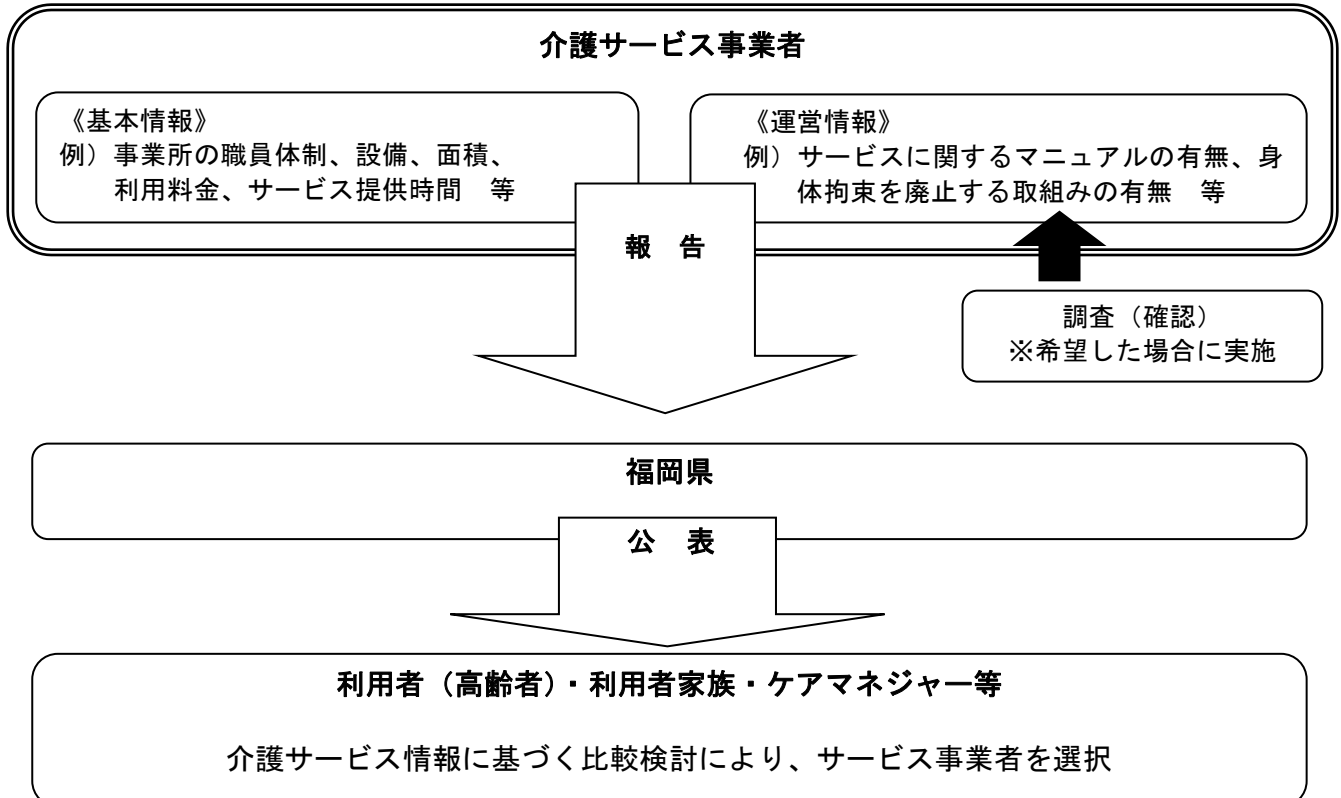 介護サービス事業者
《基本情報》
例）事業所の職員体制、設備、面積、
利用料金、サービス提供時間　等
《運営情報》
例）サービスに関するマニュアルの有無、身
体拘束を廃止する取組みの有無　等
報　告
調査（確認）
※希望した場合に実施
福岡県
公　表
利用者（高齢者）・利用者家族・ケアマネジャー等
介護サービス情報に基づく比較検討により、サービス事業者を選択